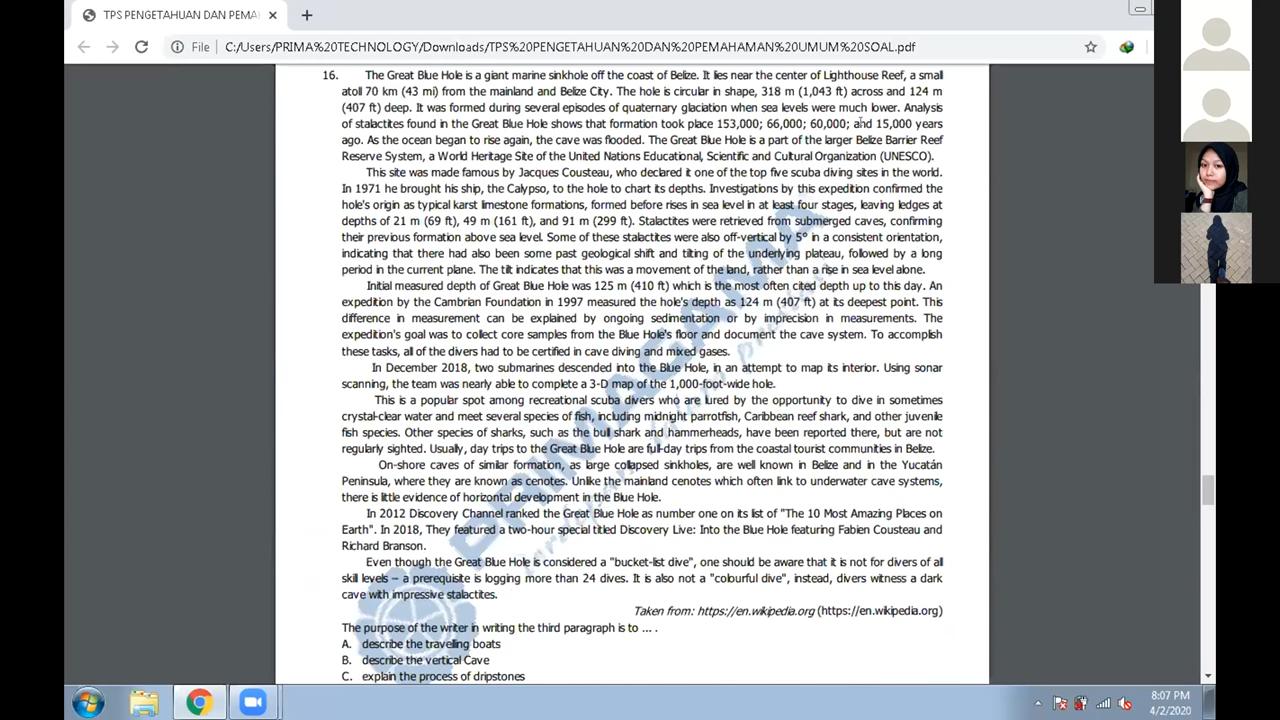 TPS PENGETAHUAN DAN PEMA
File
C:/Users/PRIMA%20TECHNOLOGY/Downloads/TPS%20PENGETAHUAN%20DAN%20PEMAHAMAN%20UMUM%20SOAL.pdf
16. The Great Blue Hole is a giant marine sinkhole off the coast of Belize. It lies near the center of Lighthouse Reef, a small
atoll 70 km (43 mi) from the mainland and Belize City. The hole is circular in shape, 318 m (1,043 ft) across and 124 m
(407 ft) deep. It was formed during several episodes of quaternary glaciation when sea levels were much lower. Analysis
of stalactites found in the Great Blue Hole shows that formation took place 153,000; 66,000; 60,000; and 15,000 years
ago. As the ocean began to rise again, the cave was flooded. The Great Blue Hole is a part of the larger Belize Barrier Reef
Reserve System, a World Heritage Site of the United Nations Educational, Scientific and Cultural Organization (UNESCO).
This site was made famous by Jacques Cousteau, who declared it one of the top five scuba diving sites in the world.
In 1971 he brought his ship, the Calypso, to the hole to chart its depths. Investigations by this expedition confirmed the
hole's origin as typical karst limestone formations, formed before rises in sea level in at least four stages, leaving ledges at
depths of 21 m (69 ft), 49 m (161 ft), and 91 m (299 ft). Stalactites were retrieved from submerged caves, confirming
their previous formation above sea level. Some of these stalactites were also off-vertical by 5° in a consistent orientation,
indicating that there had also been some past geological shift and tilting of the underlying plateau, followed by a long
period in the current plane. The tilt indicates that this was a movement of the land, rather than a rise in sea level alone.
Initial measured depth of Great Blue Hole was 125 m (410 ft) which is the most often cited depth up to this day. An
expedition by the Cambrian Foundation in 1997 measured the hole's depth as 124 m (407 ft) at its deepest point. This
difference in measurement can be explained by ongoing sedimentation or by imprecision in measurements. The
expedition's goal was to collect core samples from the Blue Hole's floor and document the cave system. To accomplish
these tasks, all of the divers had to be certified in cave diving and mixed gases.
In December 2018, two submarines descended into the Blue Hole, in an attempt to map its interior. Using sonar
scanning, the team was nearly able to complete a 3-D map of the 1,000-foot-wide hole.
This is a popular spot among recreational scuba divers who are lured by the opportunity to dive in sometimes
crystal-clear water and meet several species of fish, including midnight parrotfish, Caribbean reef shark, and other juvenile
fish species. Other species of sharks, such as the bull shark and hammerheads, have been reported there, but are not
regularly sighted. Usually, day trips to the Great Blue Hole are full-day trips from the coastal tourist communities in Belize.
On-shore caves of similar formation, as large collapsed sinkholes, are well known in Belize and in the Yucatán
Peninsula, where they are known as cenotes. Unlike the mainland cenotes which often link to underwater cave systems,
there is little evidence of horizontal development in the Blue Hole.
In 2012 Discovery Channel ranked the Great Blue Hole as number one on its list of "The 10 Most Amazing Places on
Earth". In 2018, They featured a two-hour special titled Discovery Live: Into the Blue Hole featuring Fabien Cousteau and
Richard Branson.
Even though the Great Blue Hole is considered a "bucket-list dive", one should be aware that it is not for divers of all
skill levels – a prerequisite is logging more than 24 dives. It is also not a "colourful dive", instead, divers witness a dark
cave with impressive stalactites.
Taken from: https://en.wikipedia.org (https://en.wikipedia.org)
The purpose of the writer in writing the third paragraph is to ... .
A. describe the travelling boats
B. describe the vertical Cave
C. explain the process of dripstones
PRIMAGAMA
8:07 PM
4/2/2020